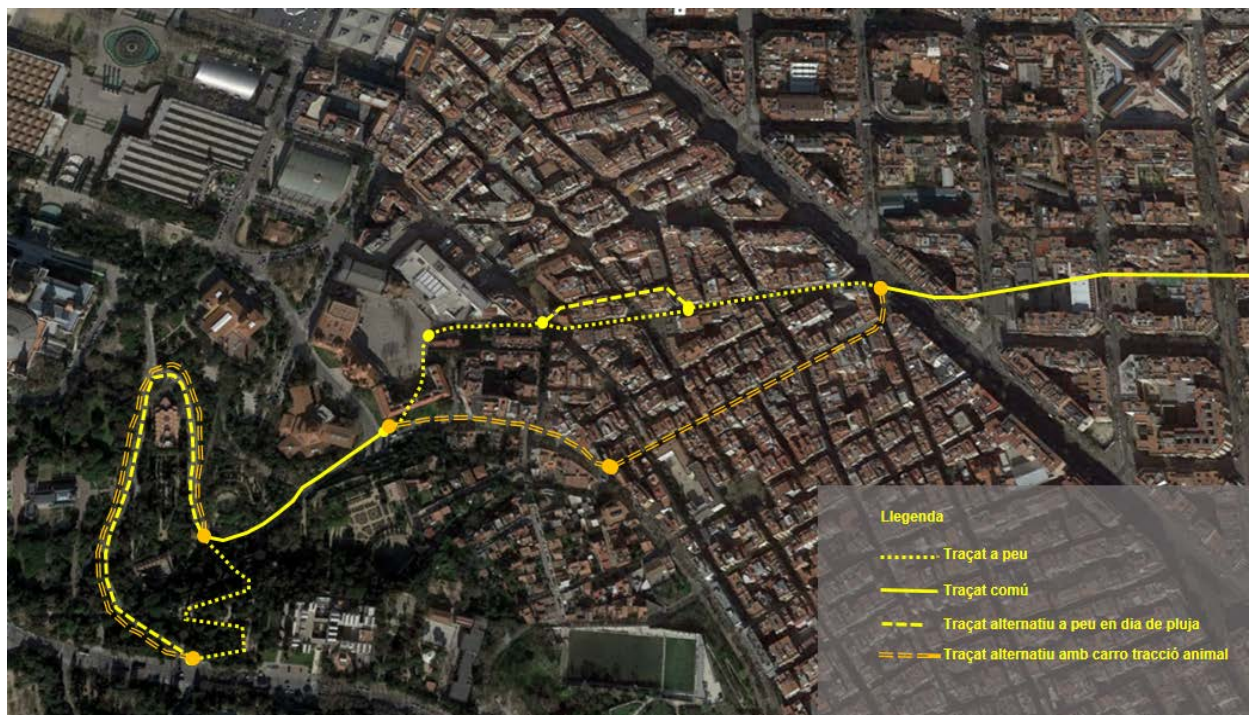 Llegenda
Traçat a peu
Traçat comú
Traçat alternatiu a peu en dia de pluja
Traçat alternatiu amb carro tracció animal